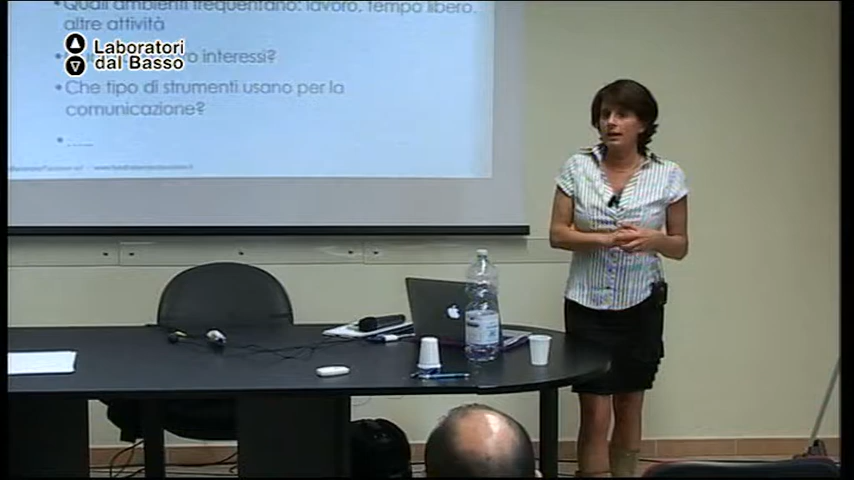 •Quali ambienti frequentano: lavoro, tempo libero,
altre attività
Laboratori
dal Basso
interessi?
•Che tipo di strumenti usano per la
comunicazione?
•......